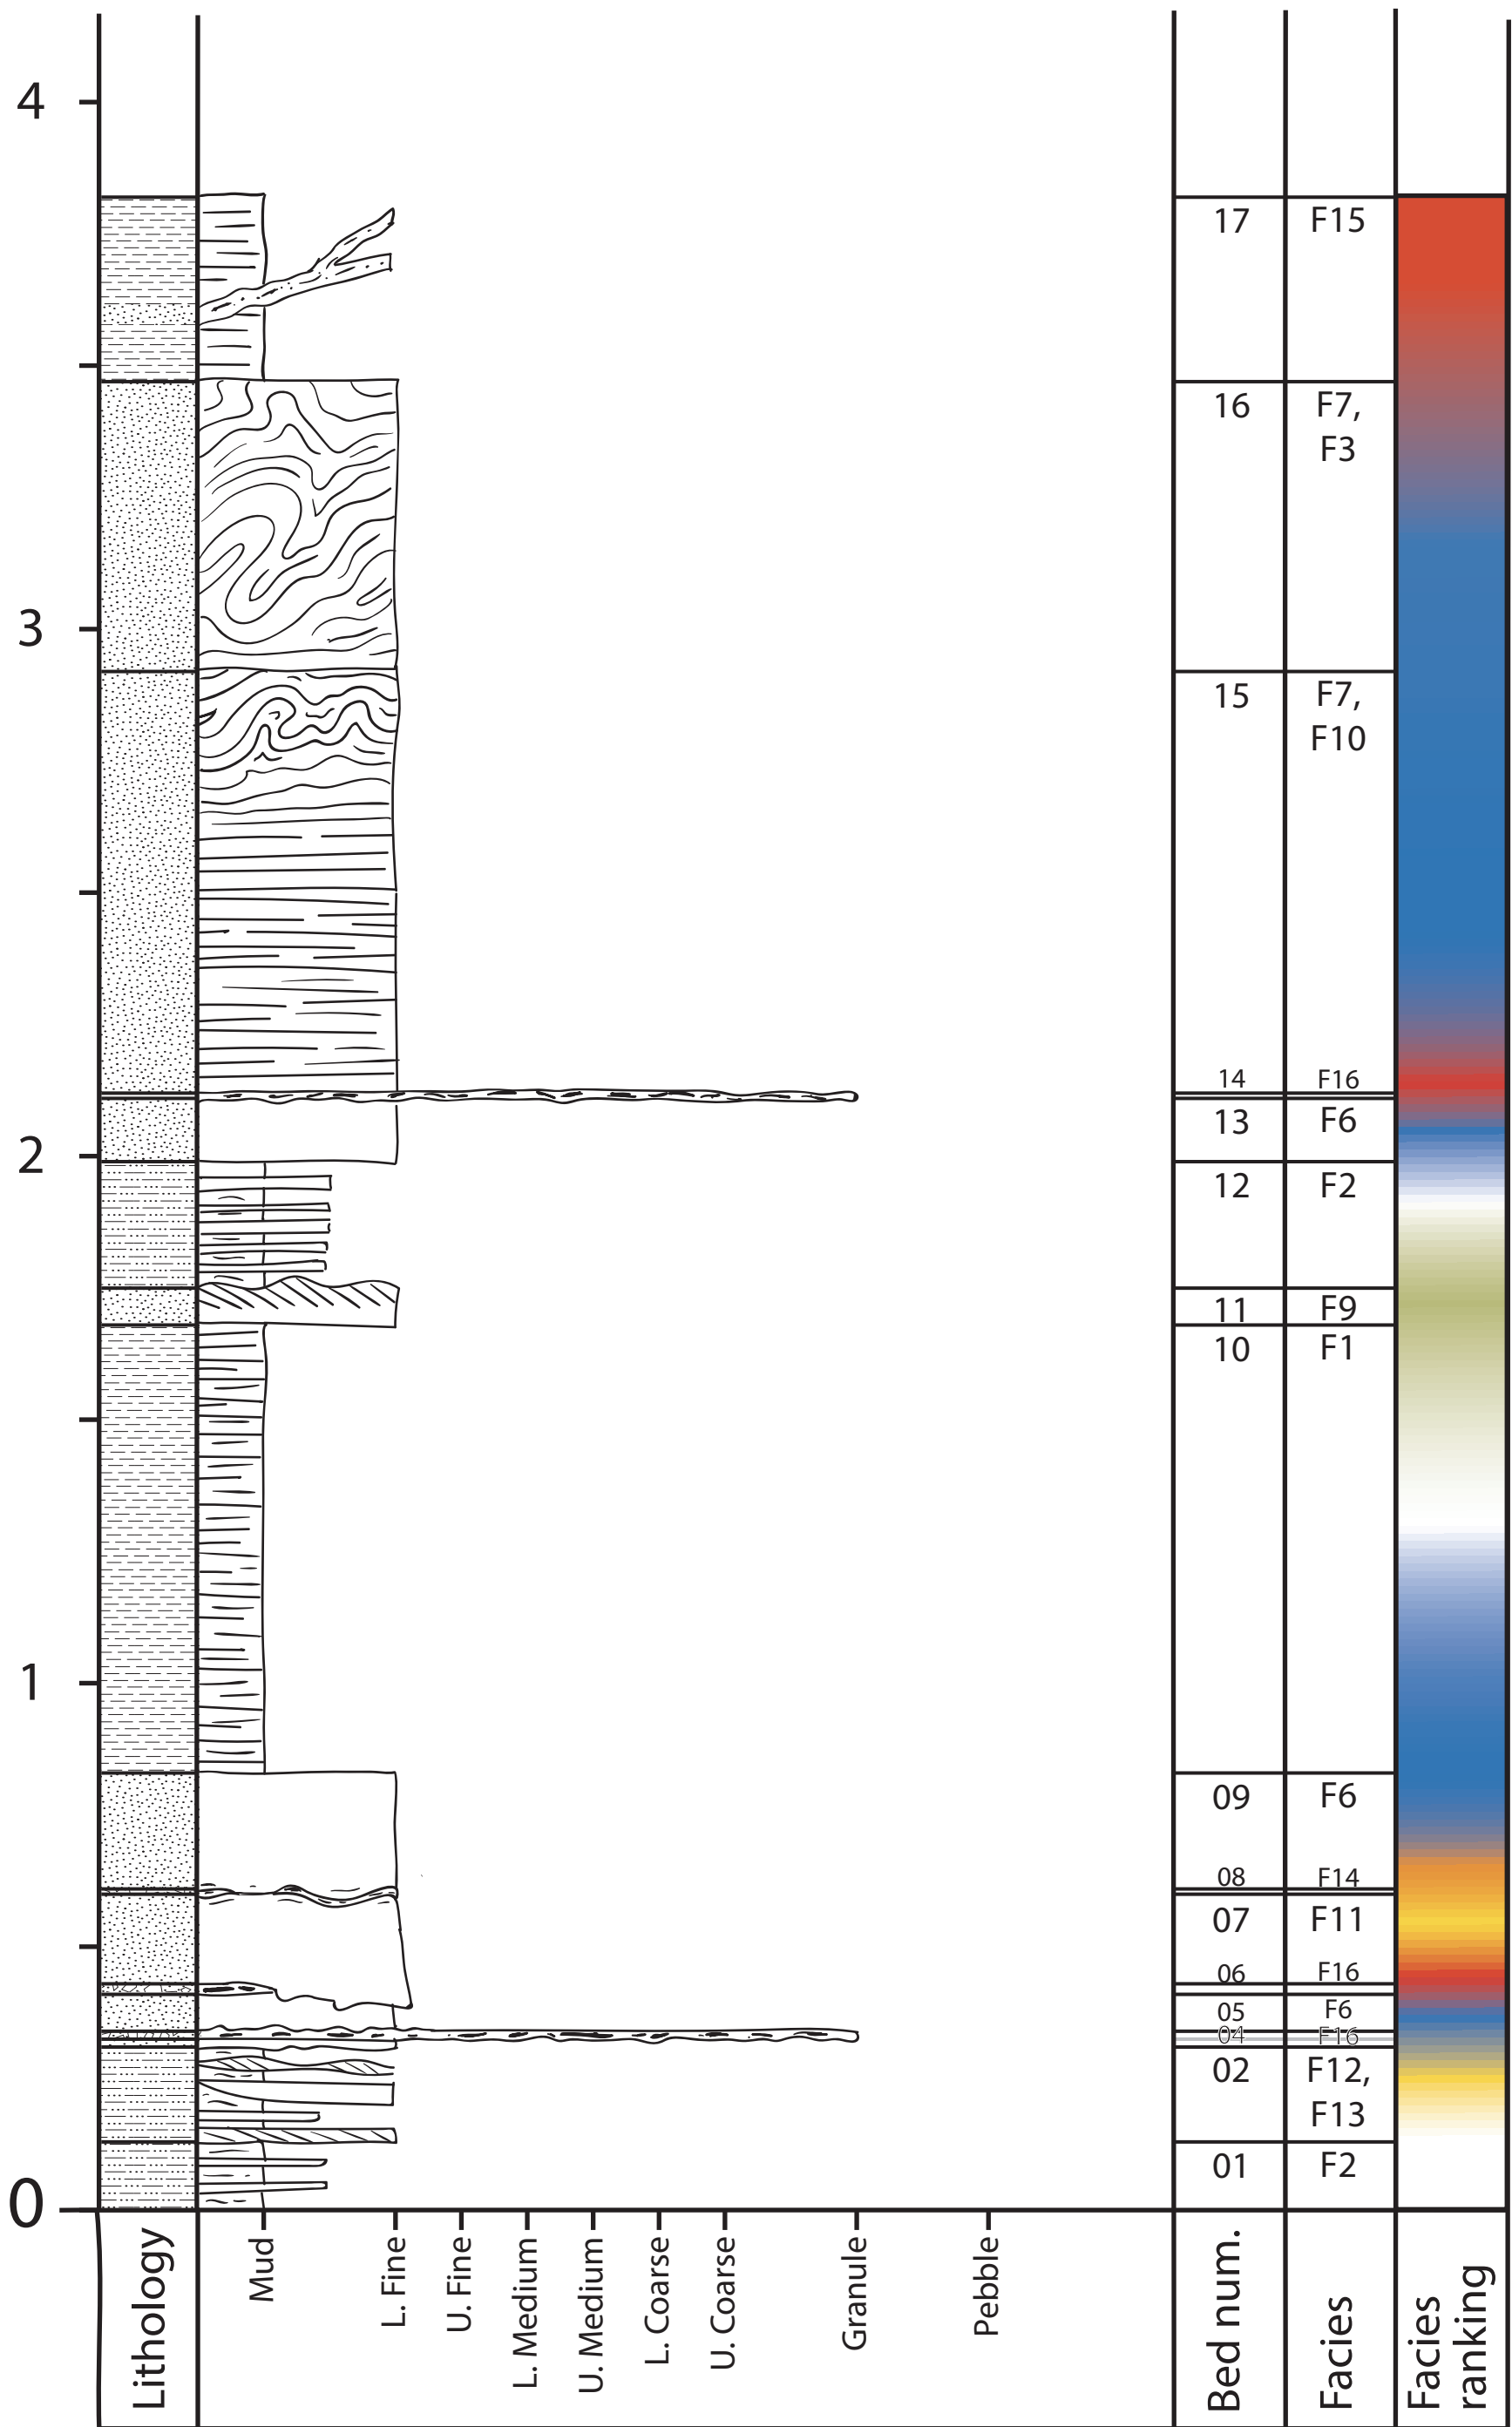 4
17 F15
16 F7,
F3
3
15 F7,
F10
14 F16
13 F6
2
12 F2
11 F9
10 F1
1
09 F6
08 F14
07 F11
06 F16
05 F6
04 F16
02 F12,
F13
01 F2
0
Lithology
Mud
L. Fine
U. Fine
L. Medium
U. Medium
L. Coarse
U. Coarse
Granule
Pebble
Bed num.
Facies
Facies
ranking